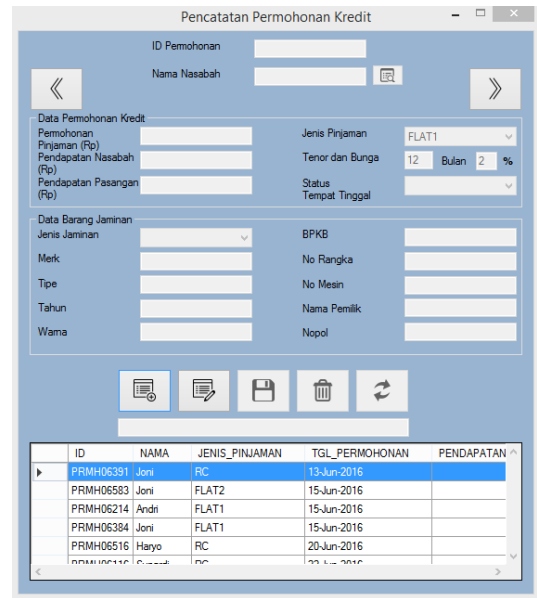 Pencatatan Permohonan Kredit
ID Permohonan
Nama Nasabah
Data Permohonan Kredit
Permohonan Pinjaman (Rp)
Jenis Pinjaman FLAT1
Pendapatan Nasabah (Rp)
Tenor dan Bunga 12 Bulan 2 %
Pendapatan Pasangan (Rp)
Status Tempat Tinggal
Data Barang Jaminan
Jenis Jaminan BPKB
Merk No Rangka
Tipe No Mesin
Tahun Nama Pemilik
Warna Nopol
ID NAMA JENIS_PINJAMAN TGL_PERMOHONAN PENDAPATAN
PRMH06391 Joni RC 13-Jun-2016
PRMH06583 Joni FLAT2 15-Jun-2016
PRMH06214 Andri FLAT1 15-Jun-2016
PRMH06384 Joni FLAT1 15-Jun-2016
PRMH06516 Haryo RC 20-Jun-2016